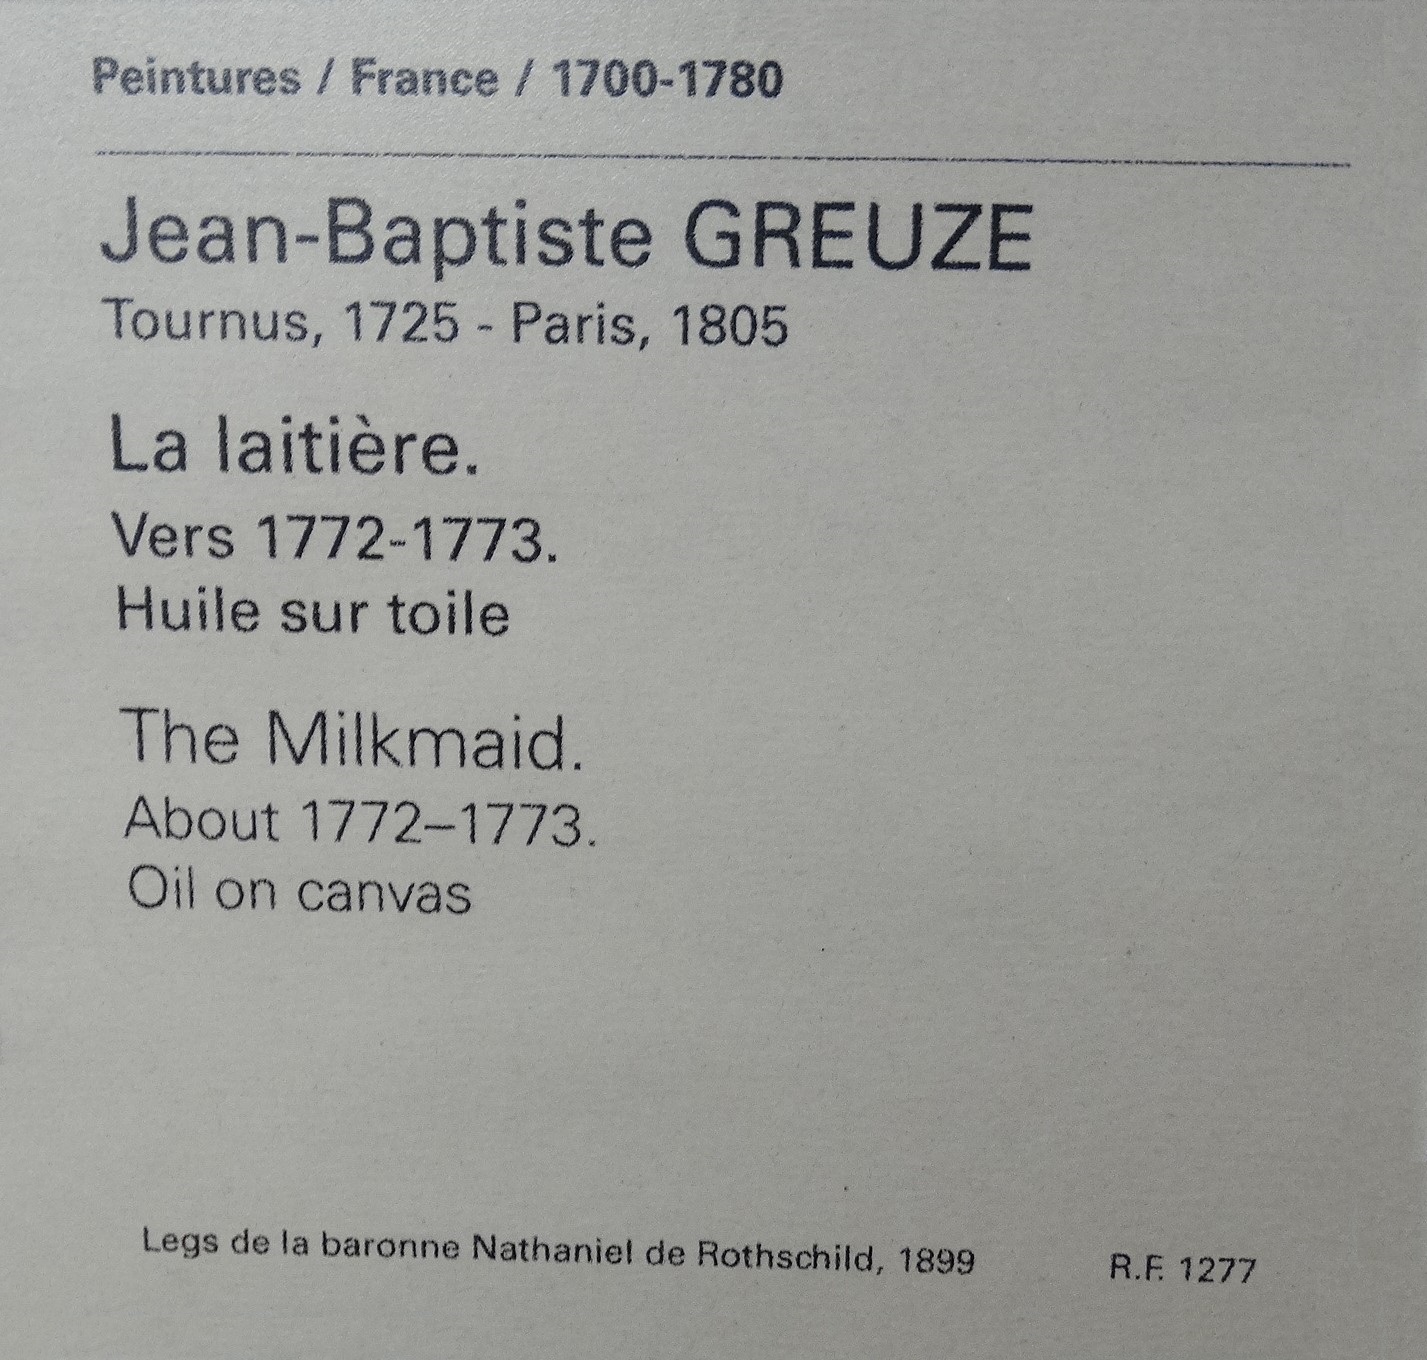 Peintures / France / 1700-1780
Jean-Baptiste GREUZE
Tournus, 1725 - Paris, 1805
La laitière.
Vers 1772-1773.
Huile sur toile
The Milkmaid.
About 1772–1773.
Oil on canvas
Legs de la baronne Nathaniel de Rothschild, 1899 R.F. 1277